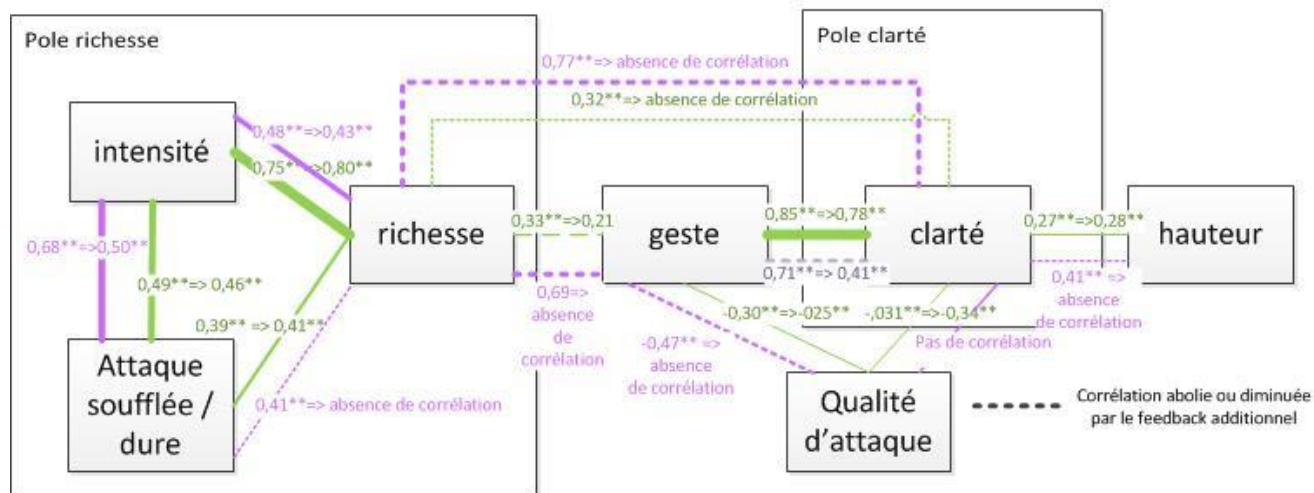 Pole richesse
Pole clarté
0,77**=> absence de corrélation
0,32**=> absence de corrélation
intensité
0,48**=>0,43**
0,75**=>0,80**
richesse
0,33**=>0,21
geste
0,85**=>0,78**
clarté
0,27**=>0,28**
hauteur
0,68**=>0,50**
0,49**=> 0,46**
0,71**=> 0,41**
0,41** =>
absence
de corrélation
0,69=>
absence
de
corrélation
-0,30**=>-025**
-,031**=>-0,34**
0,39** => 0,41**
Pas de corrélation
-0,47** =>
absence
de corrélation
Attaque
soufflée /
dure
0,41**=> absence de corrélation
Qualité
d'attaque
Corrélation abolie ou diminuée
par le feedback additionnel